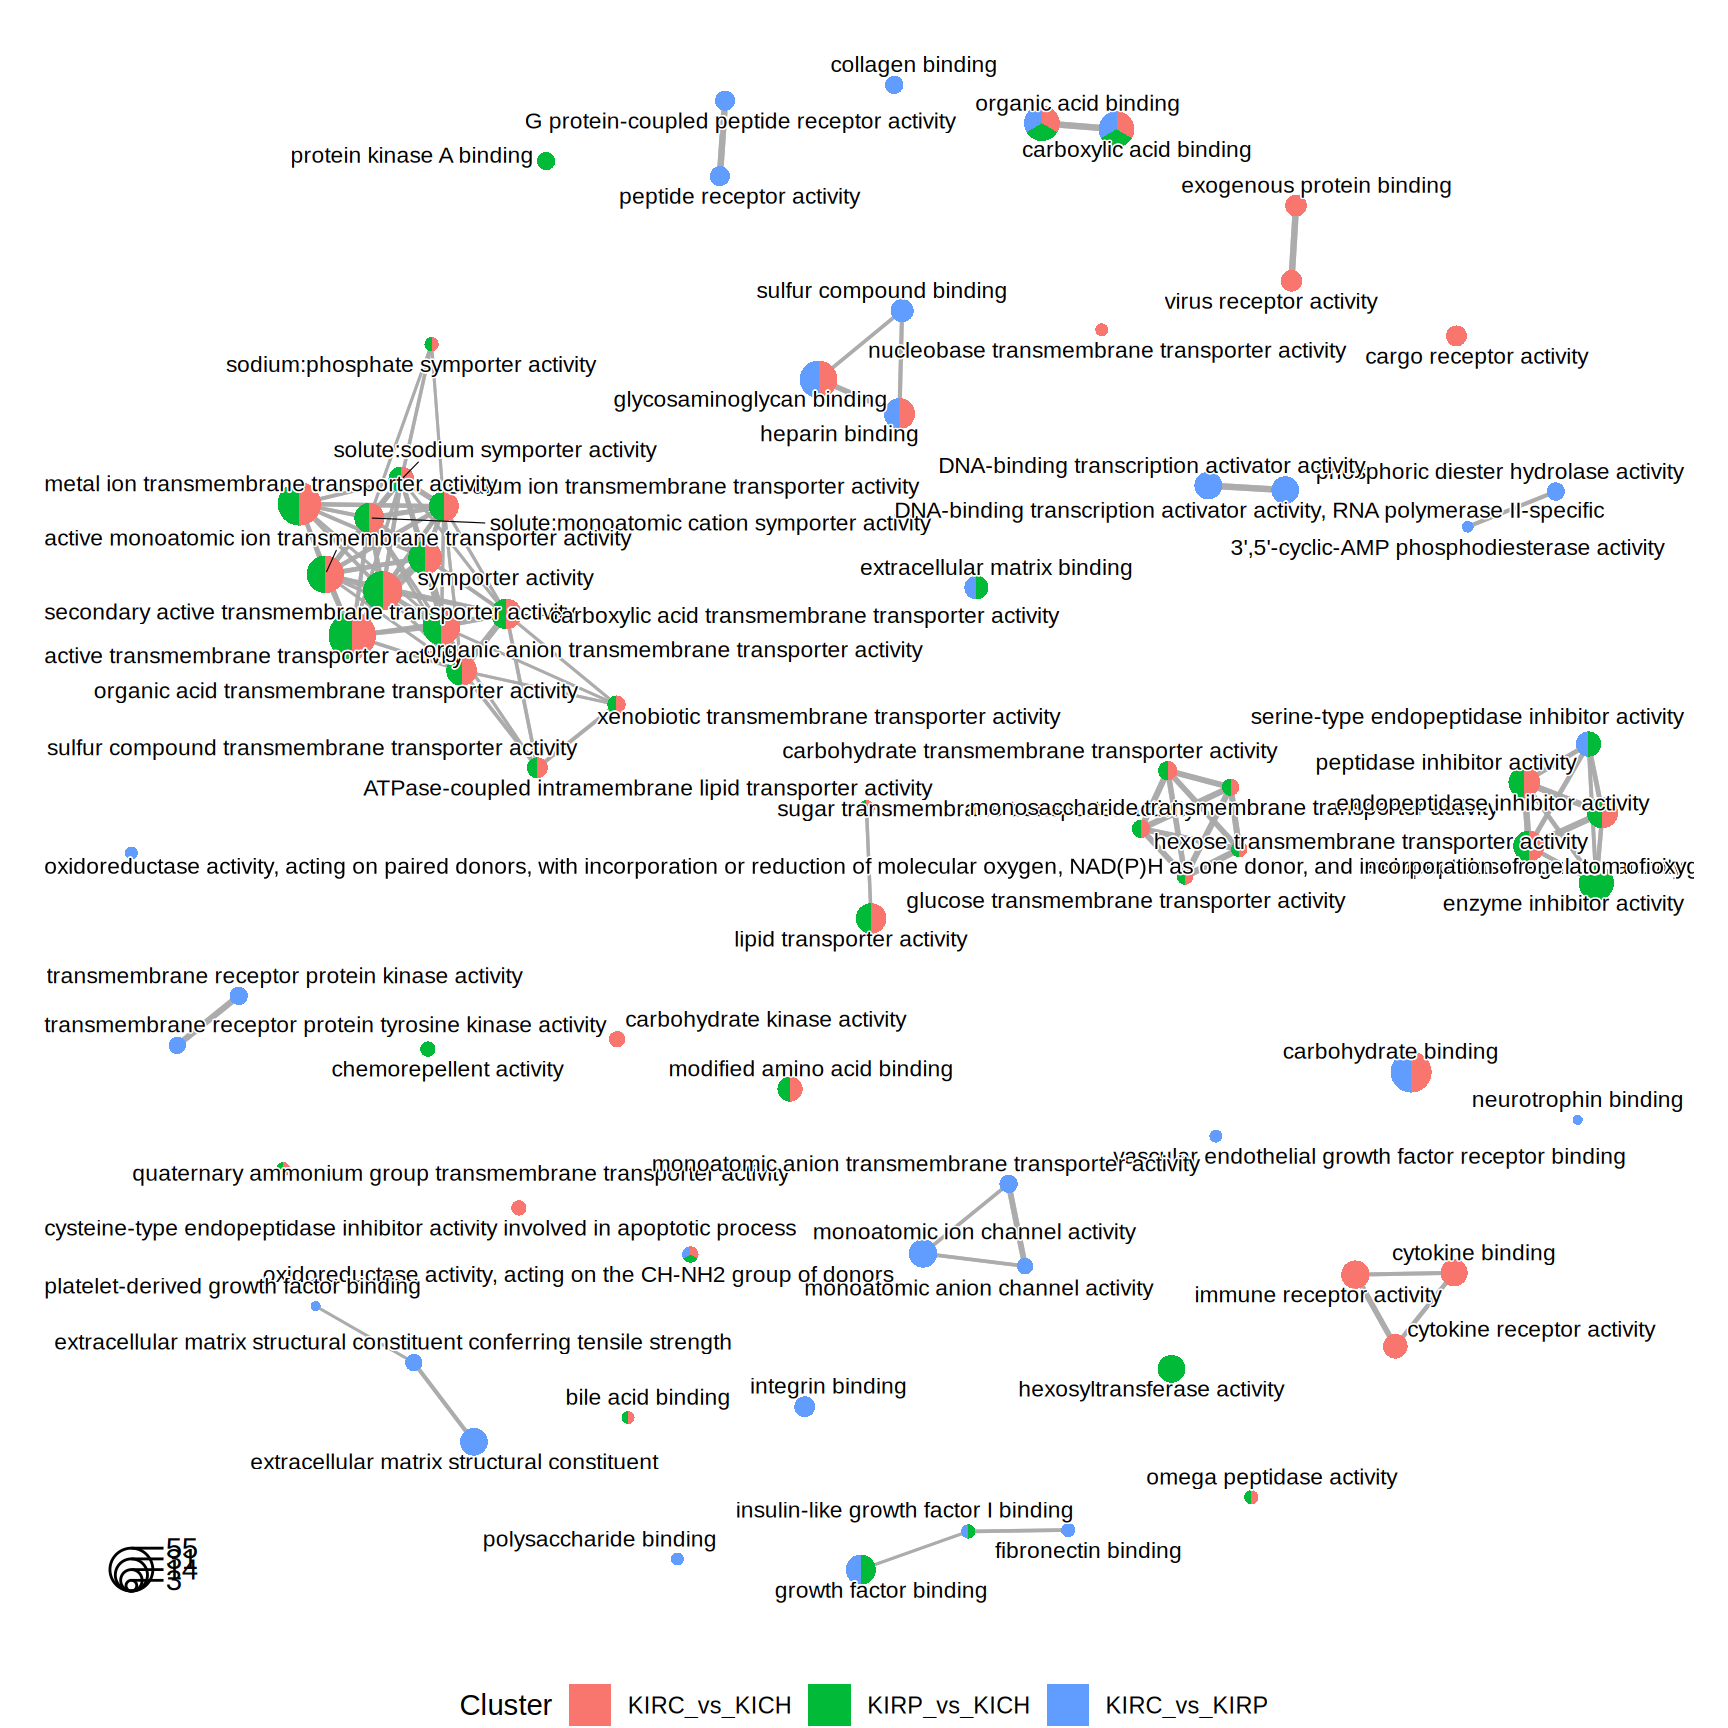 collagen binding
organic acid binding
G protein-coupled peptide receptor activity
carboxylic acid binding
protein kinase A binding
exogenous protein binding
peptide receptor activity
sulfur compound binding
virus receptor activity
nucleobase transmembrane transporter activity
cargo receptor activity
sodium:phosphate symporter activity
glycosaminoglycan binding
heparin binding
solute:sodium symporter activity
DNA-binding transcription activator activity
diester hydrolase activity
metal ion transmembrane transporter activity
ion transmembrane transporter activity
DNA-binding transcription activator activity, RNA polymerase II-specific
solute:monoatomic cation symporter activity
active monoatomic ion transmembrane transporter activity
3',5'-cyclic-AMP phosphodiesterase activity
extracellular matrix binding
symporter activity
secondary active transmembrane transporter activity
carboxylic acid transmembrane transporter activity
active transmembrane transporter activity
organic anion transmembrane transporter activity
organic acid transmembrane transporter activity
xenobiotic transmembrane transporter activity
serine-type endopeptidase inhibitor activity
sulfur compound transmembrane transporter activity
carbohydrate transmembrane transporter activity
peptidase inhibitor activity
ATPase-coupled intramembrane lipid transporter activity
sugar transmembrane
monosaccharide transmembrane transporter activity
endopeptidase inhibitor activity
hexose transmembrane transporter activity
oxidoreductase activity, acting on paired donors, with incorporation or reduction of molecular oxygen, NAD(P)H as one donor, and incorporation of
glucose transmembrane transporter activity
enzyme inhibitor activity
lipid transporter activity
transmembrane receptor protein kinase activity
transmembrane receptor protein tyrosine kinase activity
carbohydrate kinase activity
chemorepellent activity
modified amino acid binding
carbohydrate binding
neurotrophin binding
vascular endothelial growth factor receptor binding
monoatomic anion transmembrane transporter activity
quaternary ammonium group transmembrane transporter activity
cysteine-type endopeptidase inhibitor activity involved in apoptotic process
monoatomic ion channel activity
cytokine binding
oxidoreductase activity, acting on the CH-NH2 group of donors
platelet-derived growth factor binding
monoatomic anion channel activity
immune receptor activity
cytokine receptor activity
extracellular matrix structural constituent conferring tensile strength
integrin binding
hexosyltransferase activity
bile acid binding
extracellular matrix structural constituent
omega peptidase activity
insulin-like growth factor I binding
polysaccharide binding
fibronectin binding
growth factor binding
55
31
14
3
Cluster KIRC_vs_KICH KIRP_vs_KICH KIRC_vs_KIRP